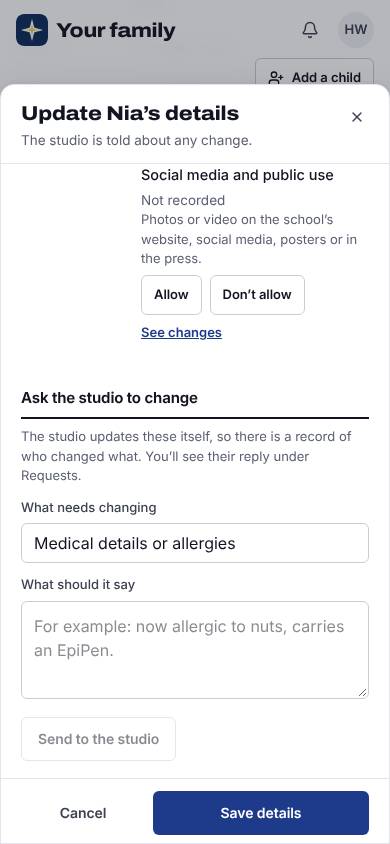 Your family
HW
Add a child
Update Nia's details
The studio is told about any change.
Social media and public use
Not recorded
Photos or video on the school's
website, social media, posters or in
the press.
Allow
Don't allow
See changes
Ask the studio to change
The studio updates these itself, so there is a record of
who changed what. You'll see their reply under
Requests.
What needs changing
Medical details or allergies
What should it say
For example: now allergic to nuts, carries
an EpiPen.
Send to the studio
Cancel
Save details